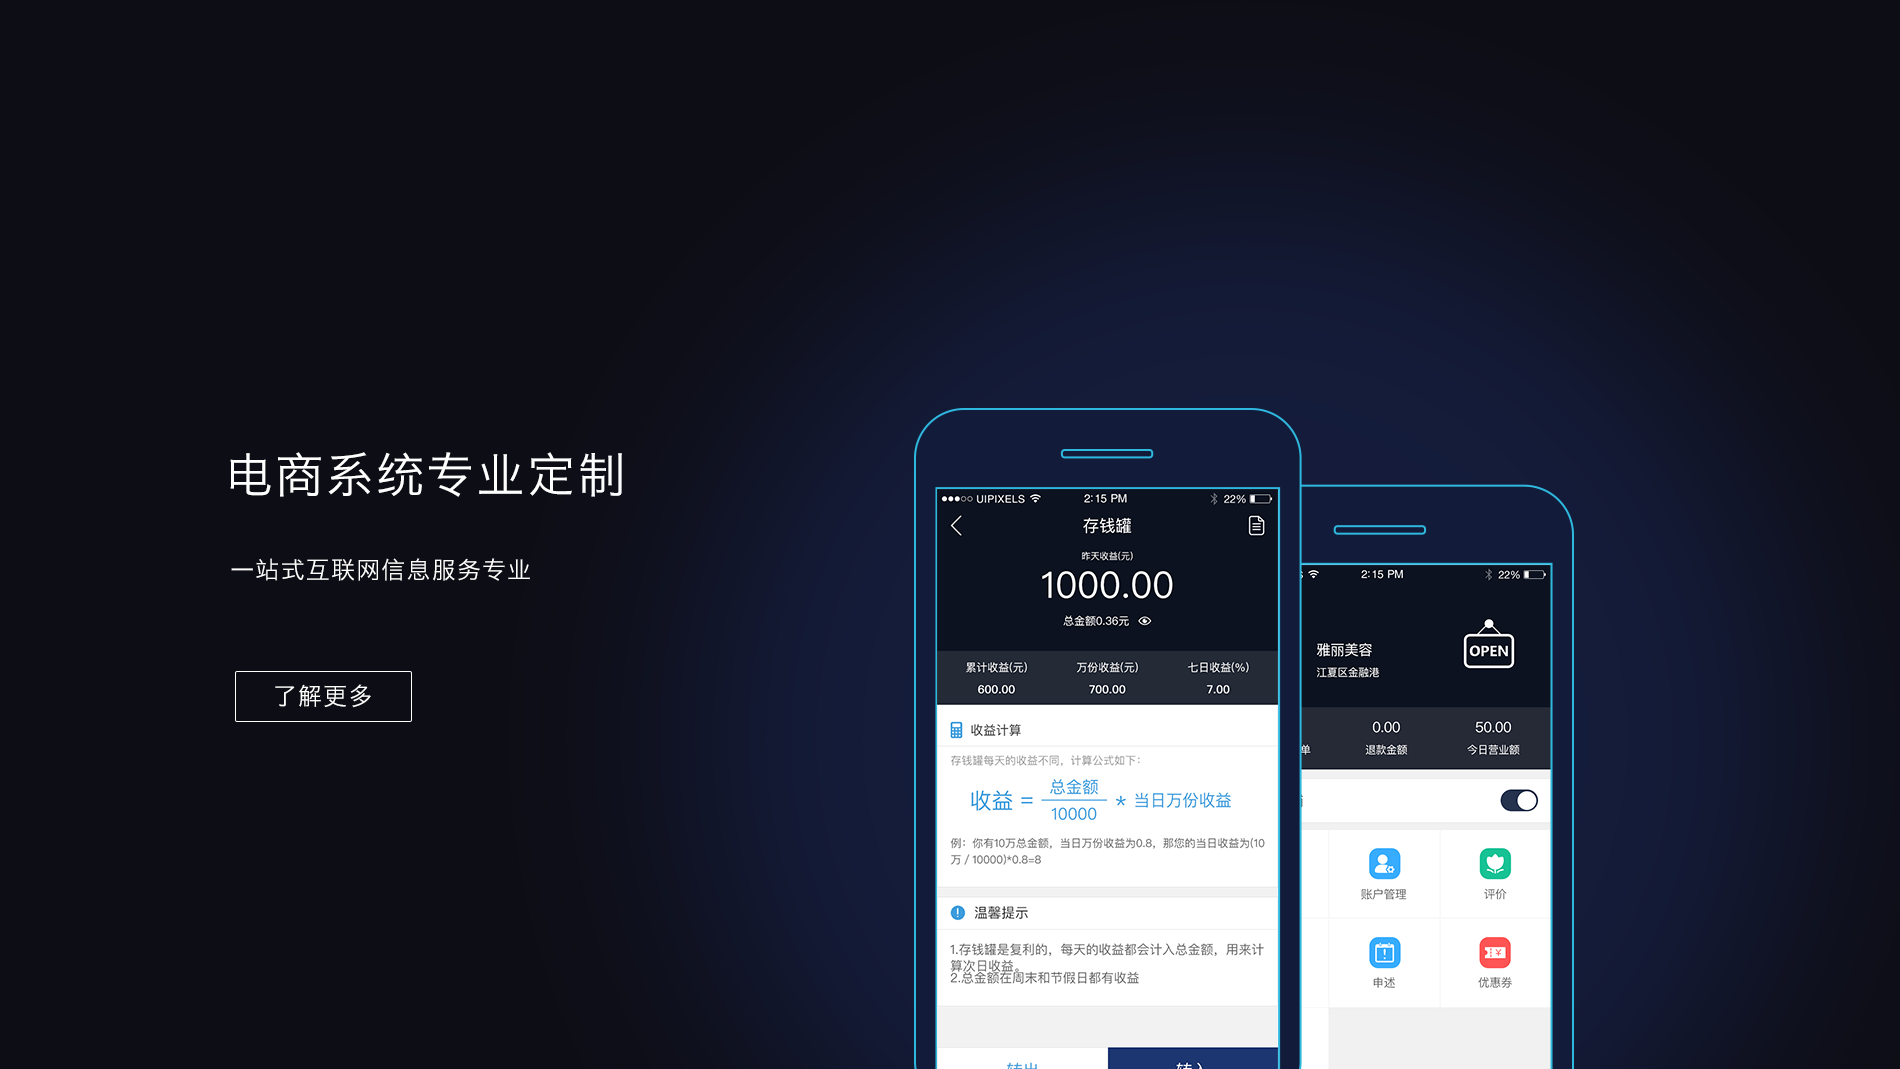 电商系统专业定制
一站式互联网信息服务专业
了解更多
UIPIXELS 2:15 PM 22%
存钱罐
昨天收益(元)
1000.00
总金额0.36元
累计收益(元) 万份收益(元) 七日收益(%)
600.00 700.00 7.00
收益计算
存钱罐每天的收益不同，计算公式如下：
收益 = 总金额 / 10000 * 当日万份收益
例：你有10万总金额，当日万份收益为0.8，那您的当日收益为(10
万 / 10000)*0.8=8
温馨提示
1.存钱罐是复利的，每天的收益都会计入总金额，用来计
算次日收益。
2.总金额在周末和节假日都有收益
转出 转入
2:15 PM 22%
雅丽美容
OPEN
江夏区金融港
0.00 50.00
单 退款金额 今日营业额
账户管理 评价
申述 优惠券